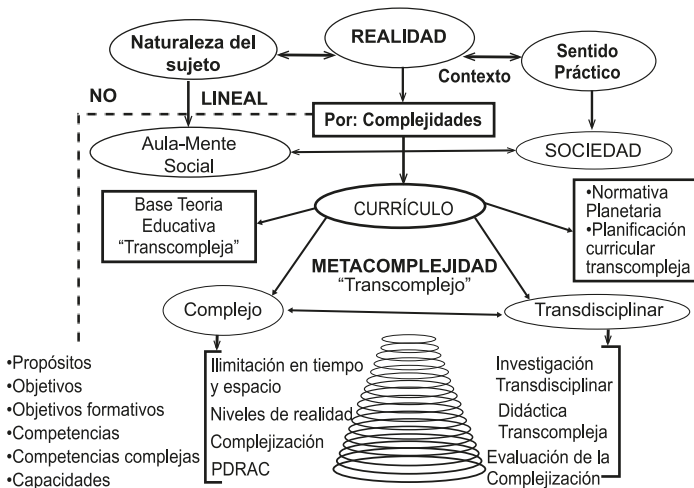 Naturaleza del
sujeto
REALIDAD
Sentido
Práctico
Contexto
NO
LINEAL
Por: Complejidades
Aula-Mente
Social
SOCIEDAD
Base Teoria
Educativa
“Transcompleja”
CURRÍCULO
•Normativa
Planetaria
•Planificación
curricular
transcompleja
METACOMPLEJIDAD
“Transcomplejo”
Complejo
Transdisciplinar
•Propósitos
•Objetivos
•Objetivos formativos
•Competencias
•Competencias complejas
•Capacidades
Ilimitación en tiempo
y espacio
Niveles de realidad
Complejización
PDRAC
Investigación
Transdisciplinar
Didáctica
Transcompleja
Evaluación de la
Complejización